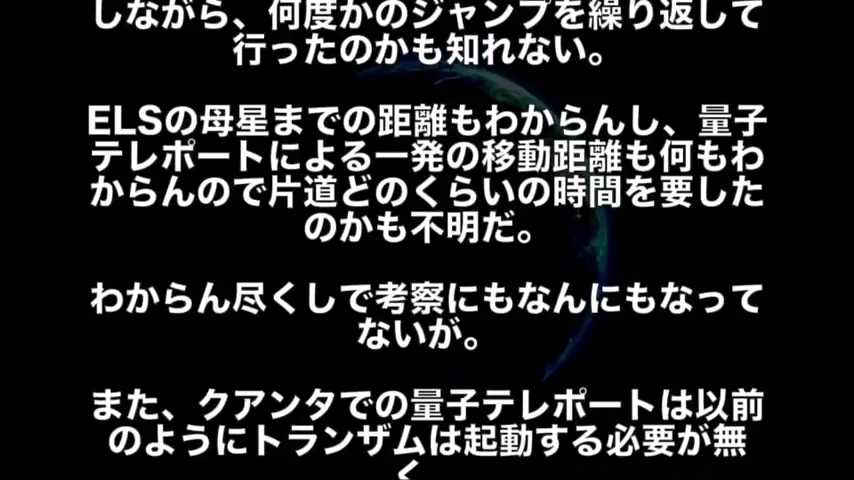 しながら、何度かのジャンプを繰り返して
行ったのかも知れない。
ELSの母星までの距離もわからんし、量子
テレポートによる一発の移動距離も何もわ
からんので片道どのくらいの時間を要した
のかも不明だ。
わからん尽くしで考察にもなんにもなって
ないが。
また、クアンタでの量子テレポートは以前
のようにトランザムは起動する必要が無
く